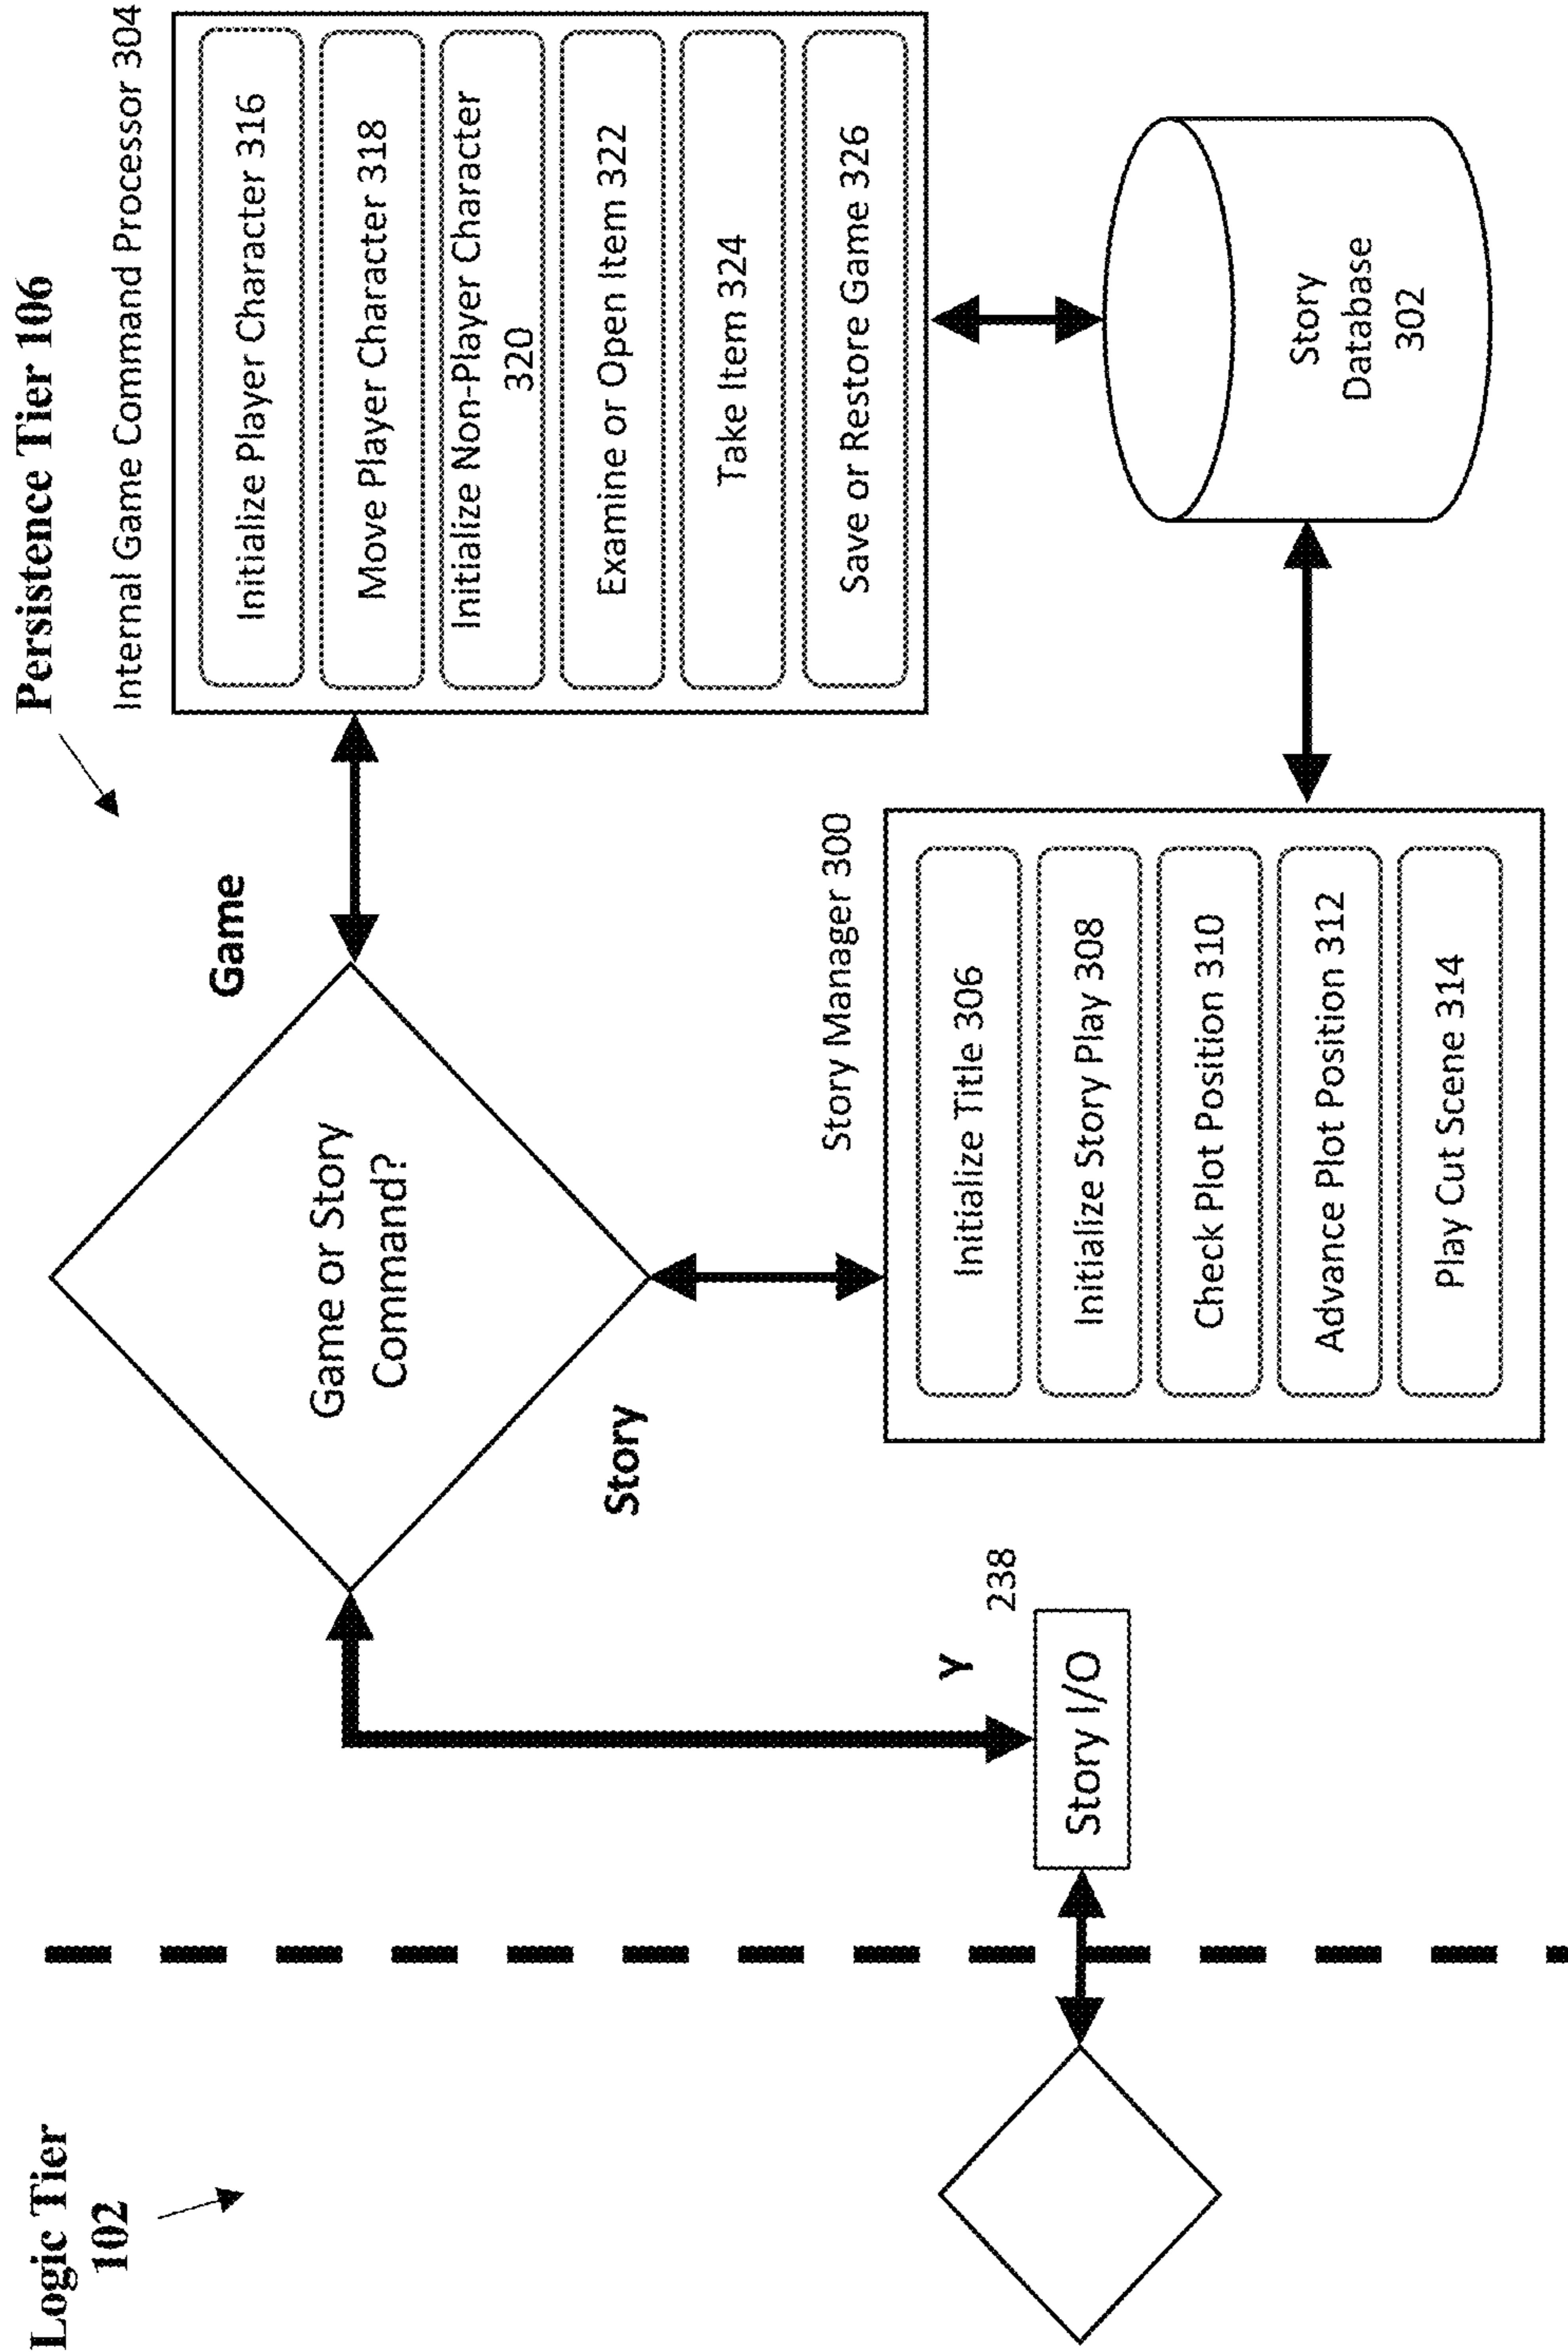 Logic Tier
102
Persistence Tier 106
Internal Game Command Processor 304
Game
Game or Story
Command?
Initialize Player Character 316
Move Player Character 318
Initialize Non-Player Character
320
Examine or Open Item 322
Take Item 324
Save or Restore Game 326
Story
Story Manager 300
Initialize Title 306
Initialize Story Play 308
Check Plot Position 310
Advance Plot Position 312
Play Cut Scene 314
Y
238
Story I/O
Story
Database
302